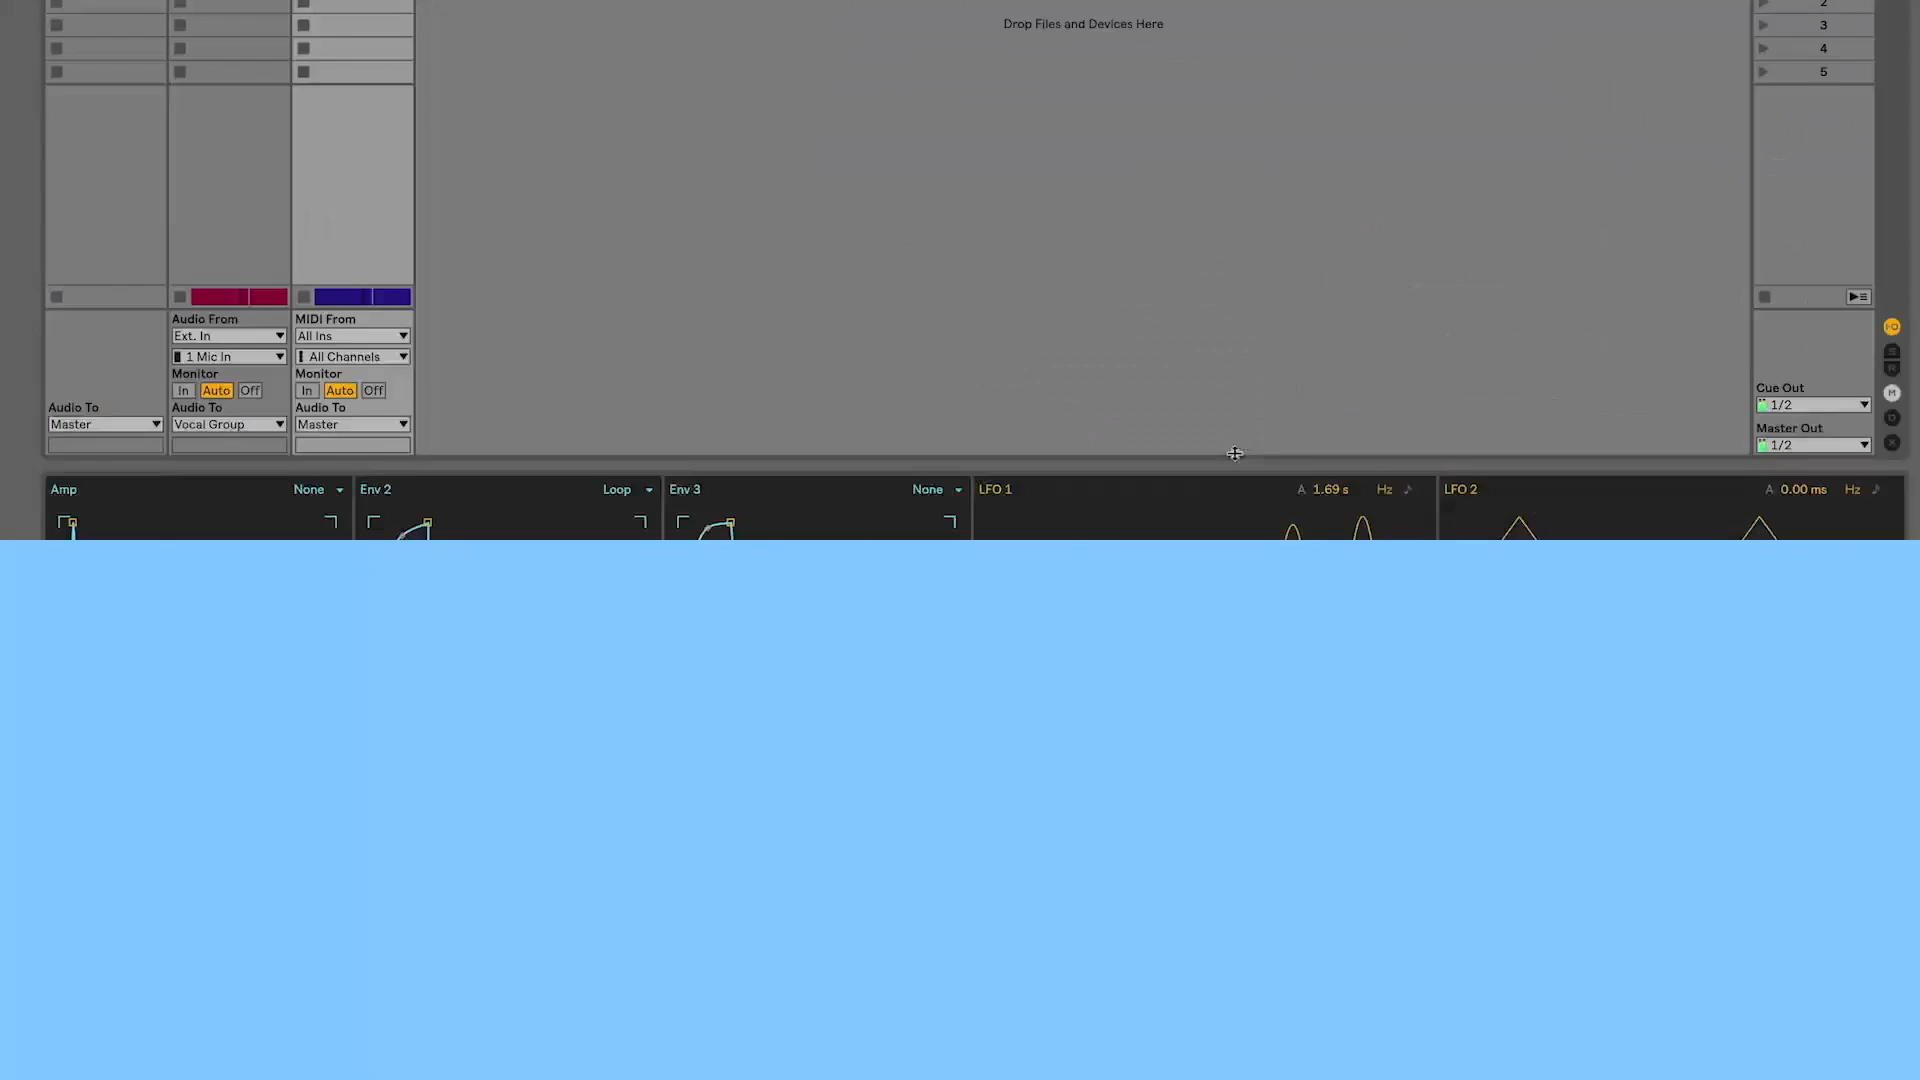 2
Drop Files and Devices Here
3
4
5
Audio From
MIDI From
Ext. In
All Ins
1 Mic In
All Channels
Monitor
Monitor
In Auto Off
In Auto Off
Cue Out
Audio To
Audio To
Audio To
1/2
Master
Vocal Group
Master
Master Out
1/2
Amp None
Env 2 Loop
Env 3 None
LFO 1 A 1.69 s Hz
LFO 2 A 0.00 ms Hz
I·O
S
R
M
D
X